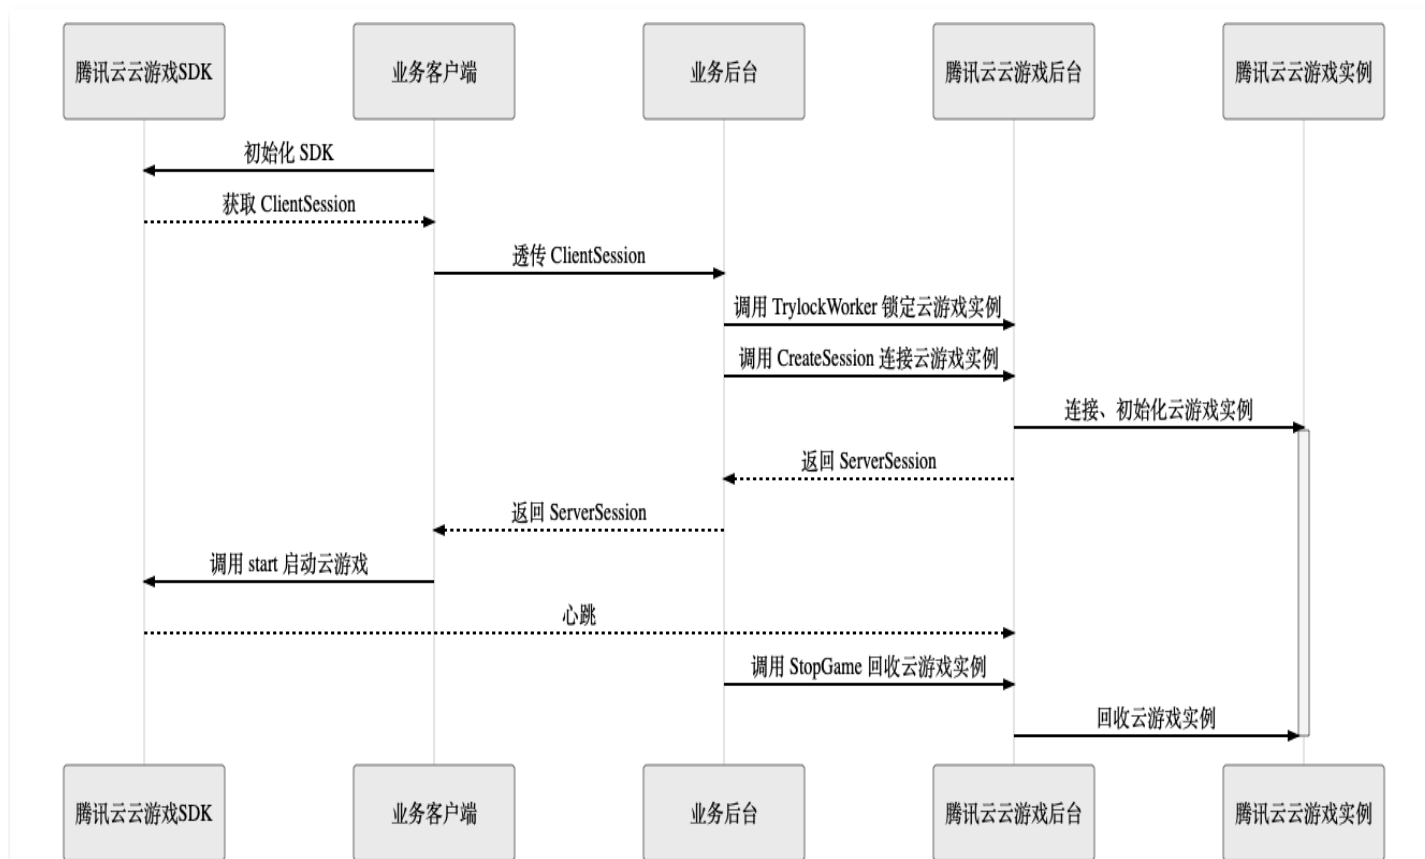 腾讯云云游戏SDK
业务客户端
业务后台
腾讯云云游戏后台
腾讯云云游戏实例
初始化 SDK
获取 ClientSession
透传 ClientSession
调用 TrylockWorker 锁定云游戏实例
调用 CreateSession 连接云游戏实例
连接、初始化云游戏实例
返回 ServerSession
返回 ServerSession
调用 start 启动云游戏
心跳
调用 StopGame 回收云游戏实例
回收云游戏实例
腾讯云云游戏SDK
业务客户端
业务后台
腾讯云云游戏后台
腾讯云云游戏实例